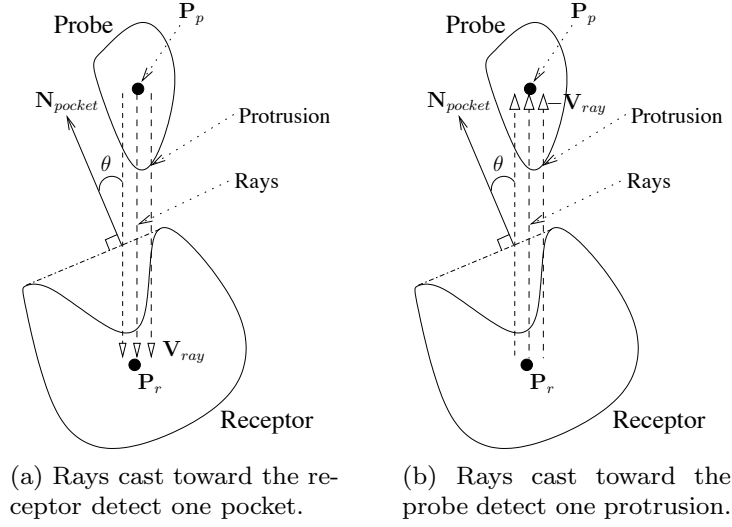 P_p
Probe
N_pocket
Protrusion
θ
Rays
V_ray
P_r
Receptor
(a) Rays cast toward the re-
ceptor detect one pocket.
P_p
Probe
N_pocket
−V_ray
Protrusion
θ
Rays
P_r
Receptor
(b) Rays cast toward the
probe detect one protrusion.